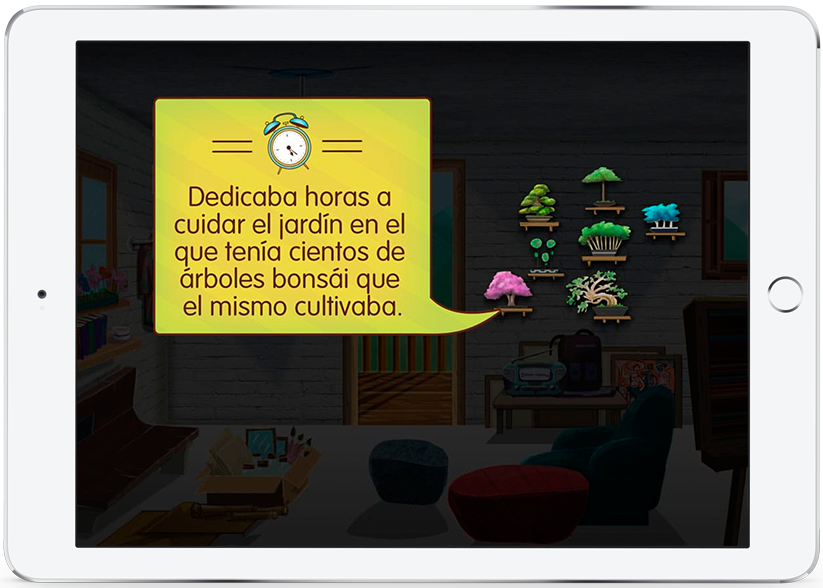 Dedicaba horas a
cuidar el jardín en el
que tenía cientos de
árboles bonsái que
el mismo cultivaba.